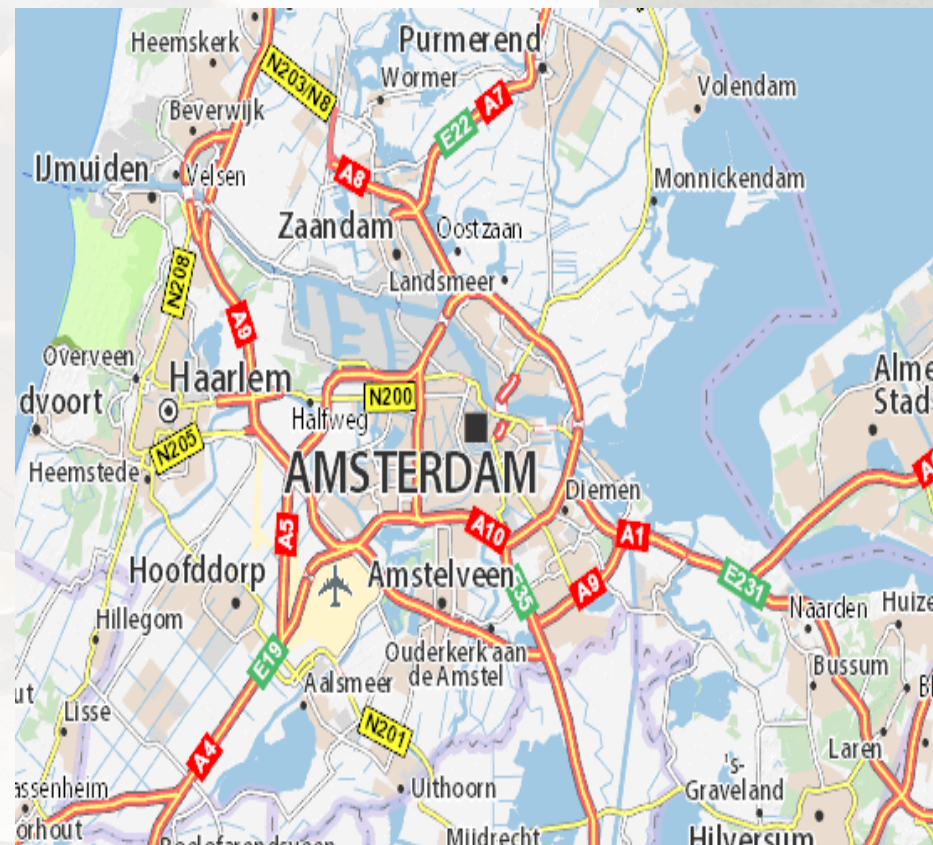 Heemskerk
Purmerend
N203/N8
Wormer
A7
Volendam
Beverwijk
E22
IJmuiden
Velsen
A8
Monnickendam
Zaandam
Oostzaan
N208
Landsmeer
A9
Overveen
Haarlem
Alme
Stads
dvoort
N200
Halfweg
N205
Heemstede
AMSTERDAM
Diemen
A5
A10
A1
Hoofddorp
Amstelveen
E35
A9
E231
Hillegom
Naarden
Huize
E19
Ouderkerk aan
de Amstel
Bussum
Aalsmeer
ut
Lisse
N201
A4
Laren
's-
Graveland
assenheim
Uithoorn
orhout
Mijdrecht
Hilversum